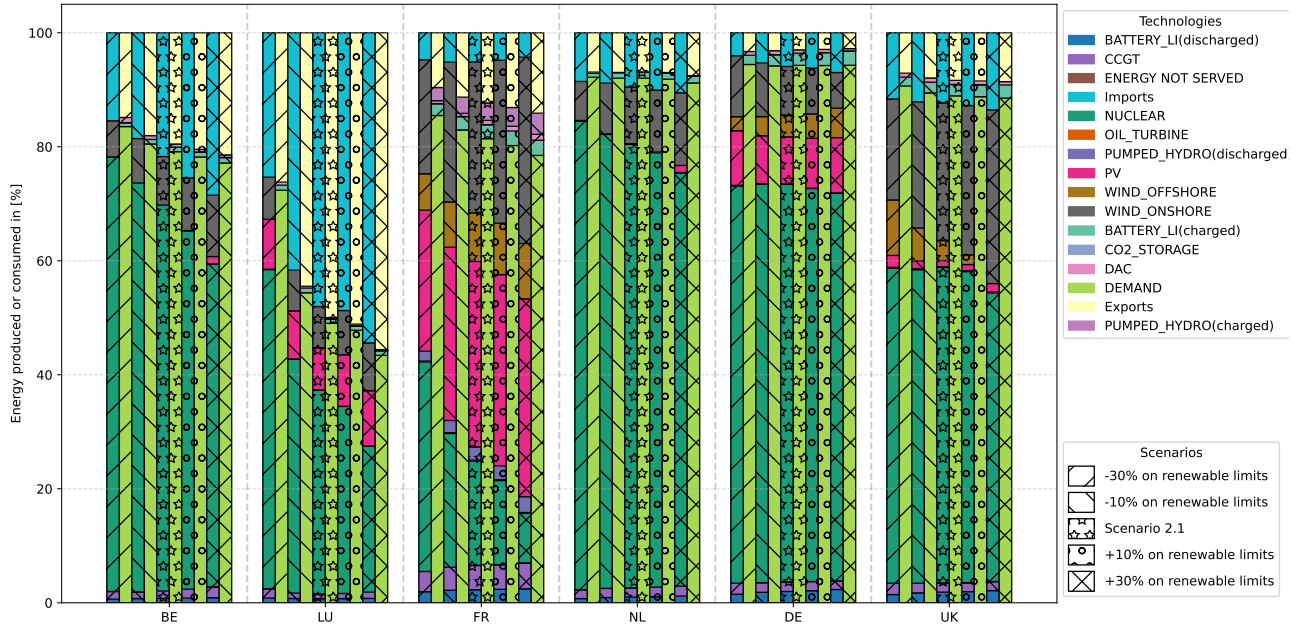 Energy produced or consumed in [%]
100
80
60
40
20
0
BE
LU
FR
NL
DE
UK
Technologies
BATTERY_LI(discharged)
CCGT
ENERGY NOT SERVED
Imports
NUCLEAR
OIL_TURBINE
PUMPED_HYDRO(discharged)
PV
WIND_OFFSHORE
WIND_ONSHORE
BATTERY_LI(charged)
CO2_STORAGE
DAC
DEMAND
Exports
PUMPED_HYDRO(charged)
Scenarios
-30% on renewable limits
-10% on renewable limits
Scenario 2.1
+10% on renewable limits
+30% on renewable limits